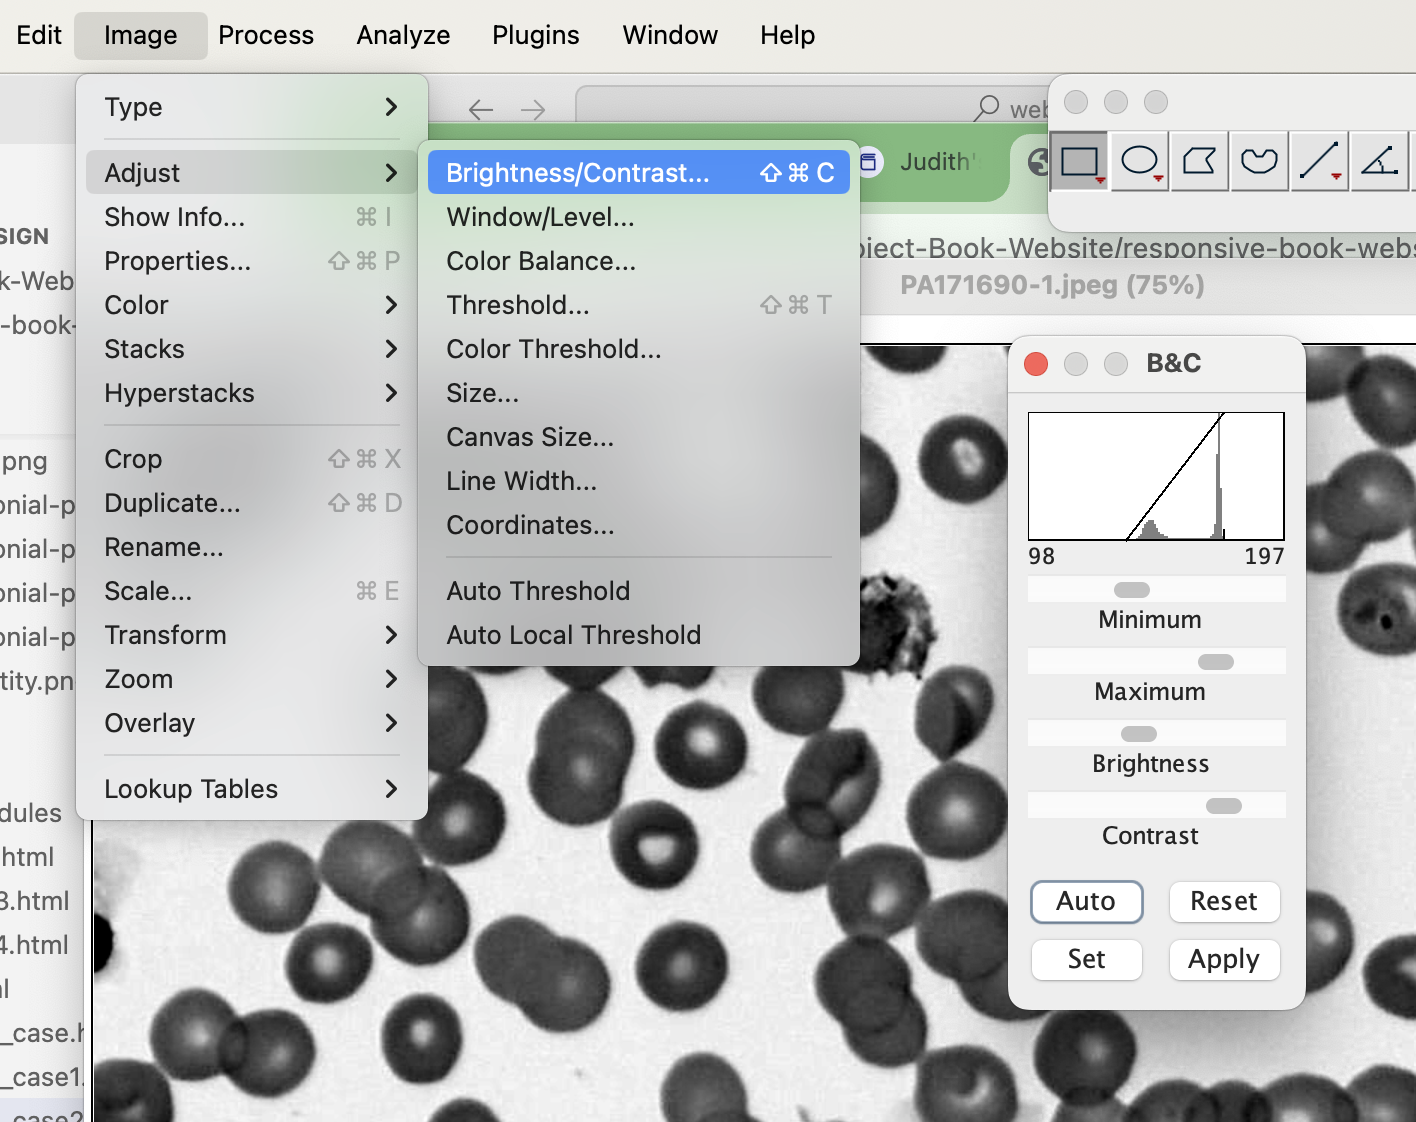 Edit Image Process Analyze Plugins Window Help
Type
Adjust
Show Info... ⌘ I
Properties... ⇧ ⌘ P
Color
Stacks
Hyperstacks
Crop ⇧ ⌘ X
Duplicate... ⇧ ⌘ D
Rename...
Scale... ⌘ E
Transform
Zoom
Overlay
Lookup Tables
Brightness/Contrast... ⇧ ⌘ C
Window/Level...
Color Balance...
Threshold... ⇧ ⌘ T
Color Threshold...
Size...
Canvas Size...
Line Width...
Coordinates...
Auto Threshold
Auto Local Threshold
web
Judith'
ject-Book-Website/responsive-book-webs
PA171690-1.jpeg (75%)
B&C
98 197
Minimum
Maximum
Brightness
Contrast
Auto Reset
Set Apply
SIGN
k-Web
-book-
png
onial-p
onial-p
onial-p
onial-p
tity.pn
dules
html
3.html
4.html
_case.h
_case1.
case2